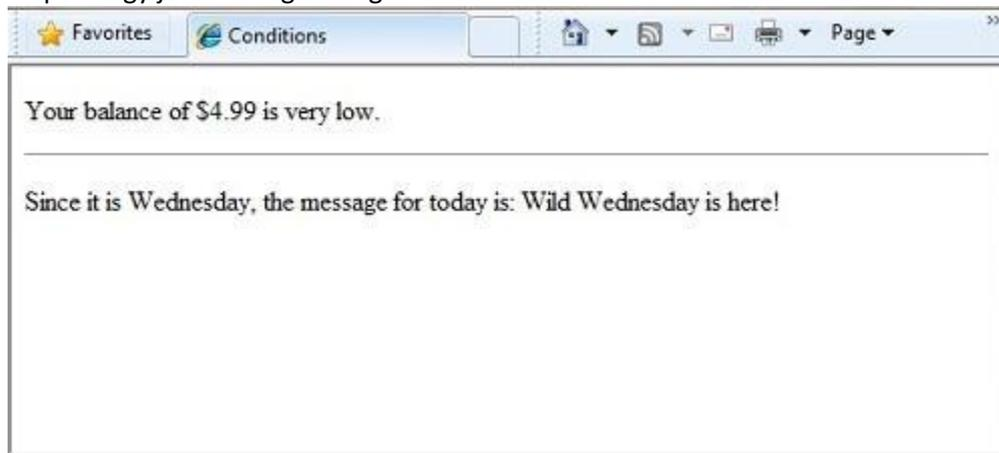 Favorites
Conditions
Page
Your balance of $4.99 is very low.
Since it is Wednesday, the message for today is: Wild Wednesday is here!